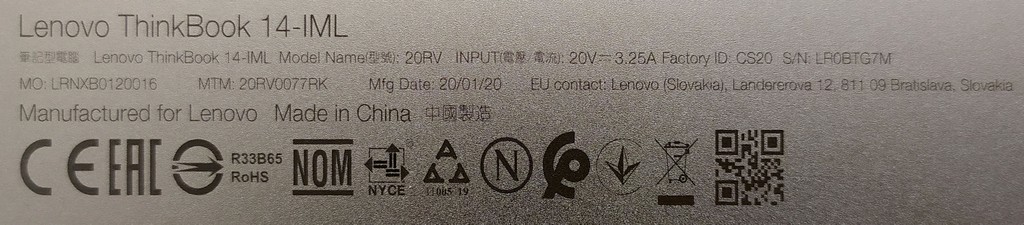 Lenovo ThinkBook 14-IML
筆記型電腦 Lenovo ThinkBook 14-IML Model Name(型號): 20RV INPUT(電壓/電流): 20V⎓3.25A Factory ID: CS20 S/N: LR0BTG7M
MO: LRNXB0120016 MTM: 20RV0077RK Mfg Date: 20/01/20 EU contact: Lenovo (Slovakia), Landererova 12, 811 09 Bratislava, Slovakia
Manufactured for Lenovo Made in China 中國製造
CE EAC R33B65 NOM NYCE 11005 19 N
RoHS